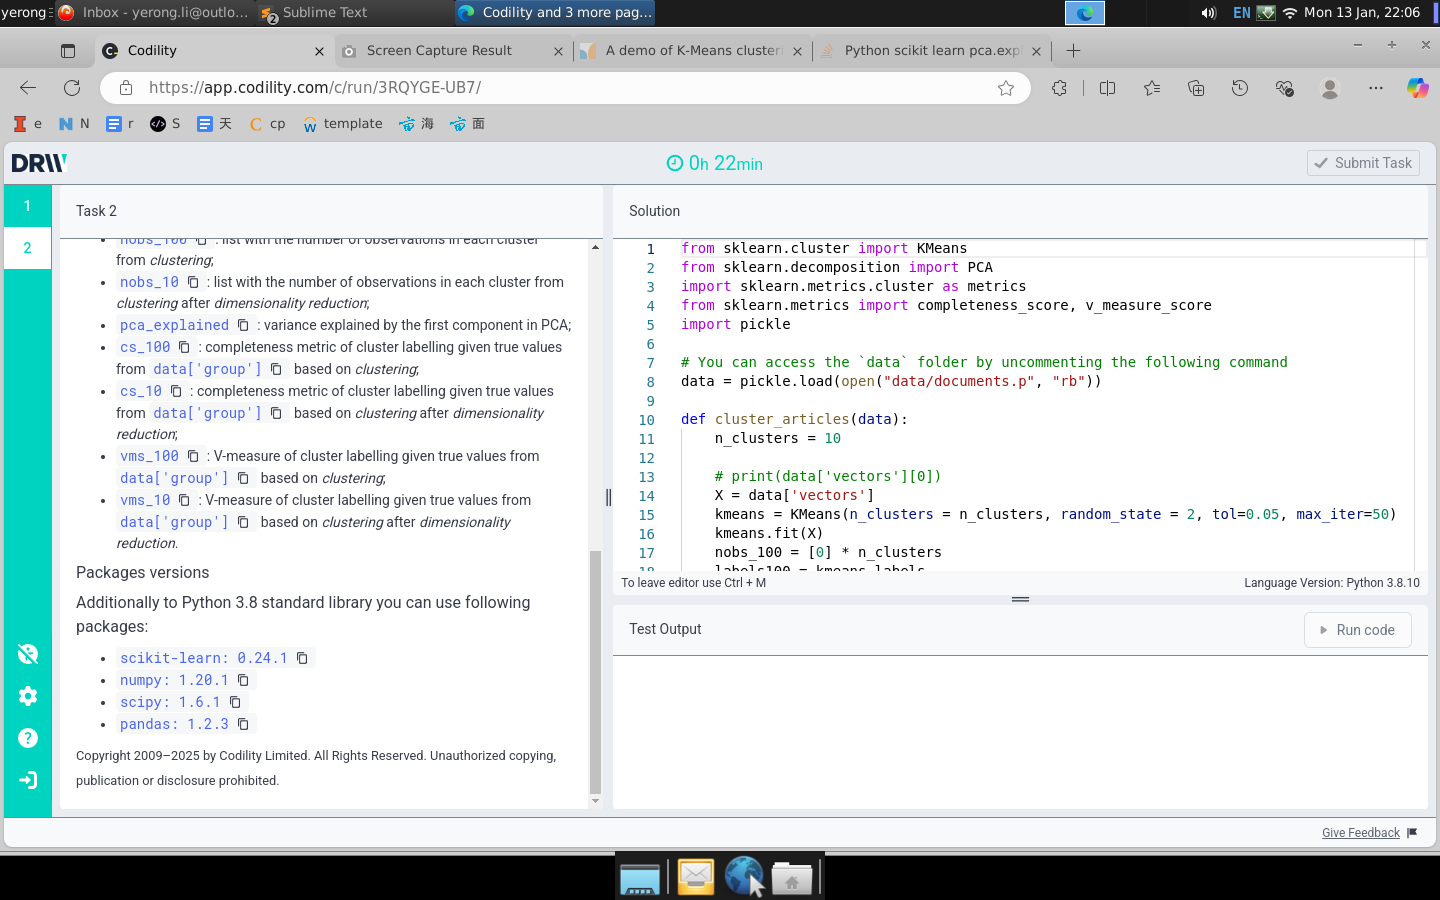 yerong
Inbox - yerong.li@outlo...
2
Sublime Text
Codility and 3 more pag...
EN
Mon 13 Jan, 22:06
Codility
Screen Capture Result
A demo of K-Means clusteri
Python scikit learn pca.exp
https://app.codility.com/c/run/3RQYGE-UB7/
e
N
r
S
天
cp
template
海
面
DRW
0h 22min
Submit Task
1
2
Task 2
nobs_100 : list with the number of observations in each cluster
from clustering;
nobs_10 : list with the number of observations in each cluster from
clustering after dimensionality reduction;
pca_explained : variance explained by the first component in PCA;
cs_100 : completeness metric of cluster labelling given true values
from data['group'] based on clustering;
cs_10 : completeness metric of cluster labelling given true values
from data['group'] based on clustering after dimensionality
reduction;
vms_100 : V-measure of cluster labelling given true values from
data['group'] based on clustering;
vms_10 : V-measure of cluster labelling given true values from
data['group'] based on clustering after dimensionality
reduction.
Packages versions
Additionally to Python 3.8 standard library you can use following
packages:
scikit-learn: 0.24.1
numpy: 1.20.1
scipy: 1.6.1
pandas: 1.2.3
Copyright 2009–2025 by Codility Limited. All Rights Reserved. Unauthorized copying,
publication or disclosure prohibited.
Solution
1 from sklearn.cluster import KMeans
2 from sklearn.decomposition import PCA
3 import sklearn.metrics.cluster as metrics
4 from sklearn.metrics import completeness_score, v_measure_score
5 import pickle
6
7 # You can access the `data` folder by uncommenting the following command
8 data = pickle.load(open("data/documents.p", "rb"))
9
10 def cluster_articles(data):
11 n_clusters = 10
12
13 # print(data['vectors'][0])
14 X = data['vectors']
15 kmeans = KMeans(n_clusters = n_clusters, random_state = 2, tol=0.05, max_iter=50)
16 kmeans.fit(X)
17 nobs_100 = [0] * n_clusters
18 labels100 = kmeans.labels_
To leave editor use Ctrl + M
Language Version: Python 3.8.10
Test Output
Run code
Give Feedback